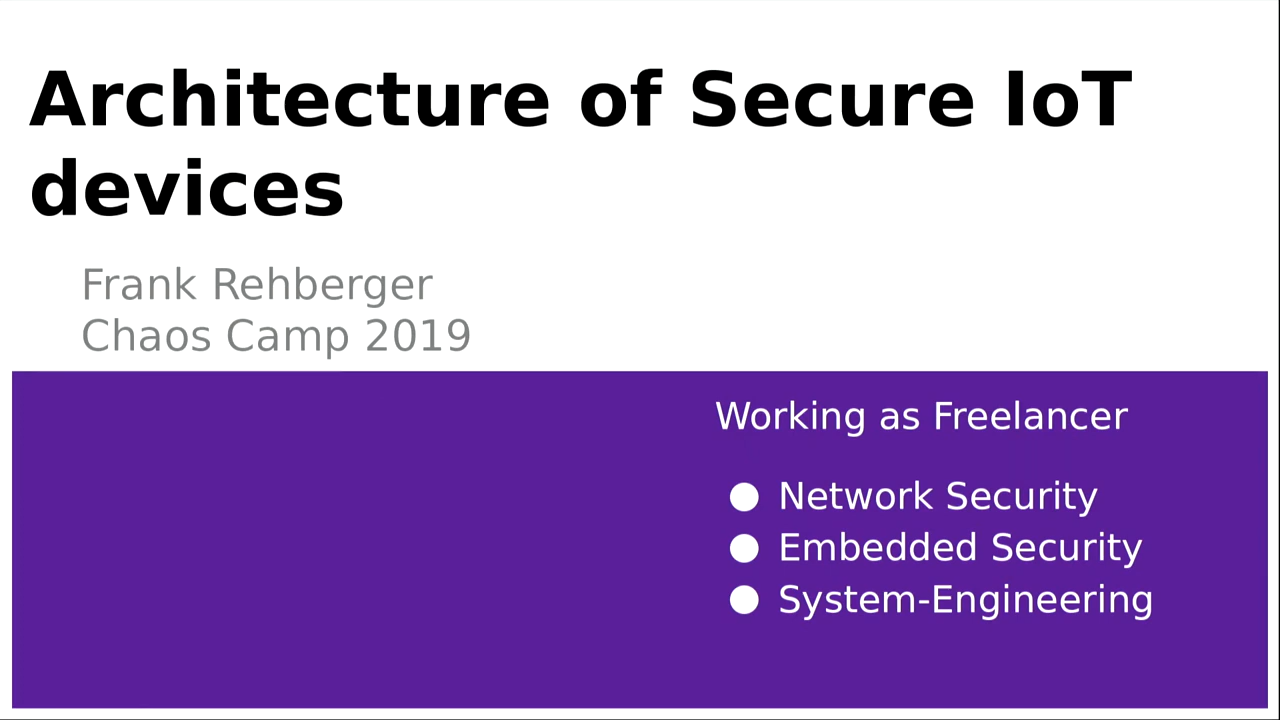 Architecture of Secure IoT
devices
Frank Rehberger
Chaos Camp 2019
Working as Freelancer
● Network Security
● Embedded Security
● System-Engineering